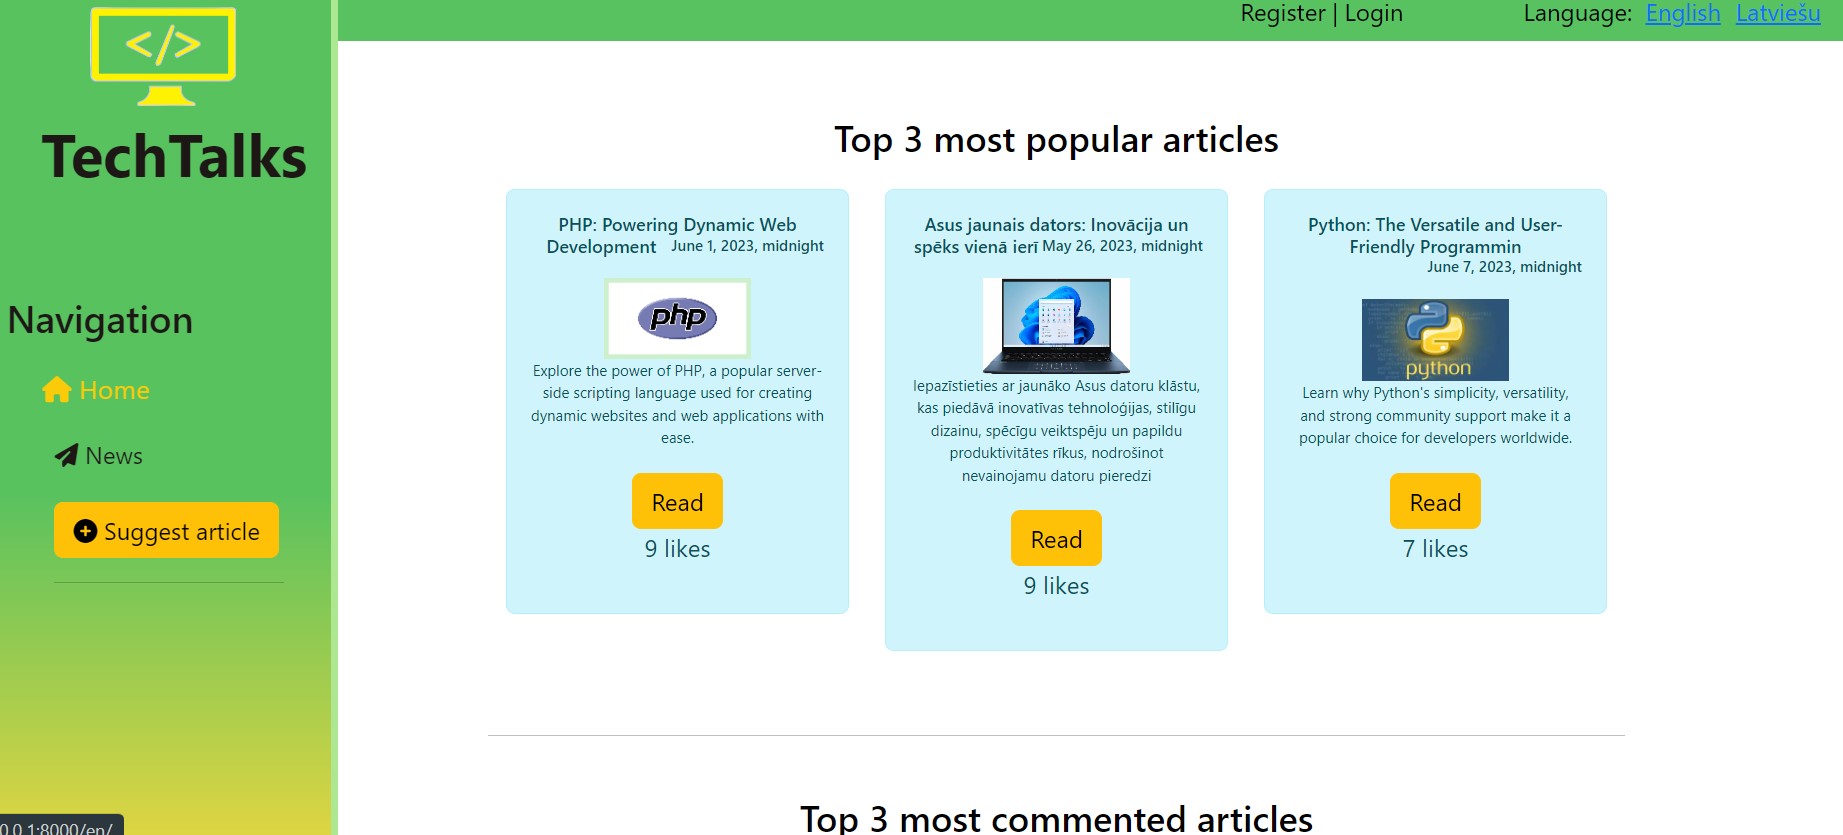 </>
TechTalks
Register | Login
Language: English Latviešu
Navigation
Home
News
Suggest article
Top 3 most popular articles
PHP: Powering Dynamic Web
Development June 1, 2023, midnight
php
Explore the power of PHP, a popular server-
side scripting language used for creating
dynamic websites and web applications with
ease.
Read
9 likes
Asus jaunais dators: Inovācija un
spēks vienā ierī May 26, 2023, midnight
Iepazīstieties ar jaunāko Asus datoru klāstu,
kas piedāvā inovatīvas tehnoloģijas, stilīgu
dizainu, spēcīgu veiktspēju un papildu
produktivitātes rīkus, nodrošinot
nevainojamu datoru pieredzi
Read
9 likes
Python: The Versatile and User-
Friendly Programmin
June 7, 2023, midnight
python
Learn why Python's simplicity, versatility,
and strong community support make it a
popular choice for developers worldwide.
Read
7 likes
Top 3 most commented articles
0.0.1:8000/en/